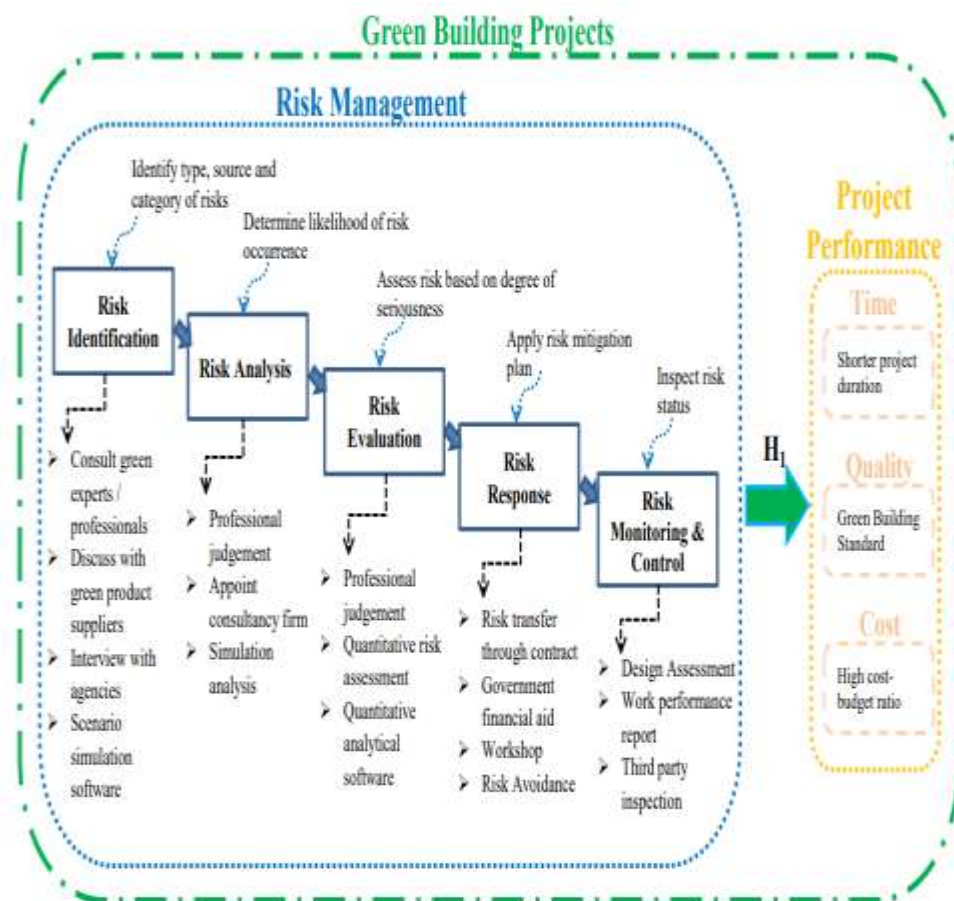 Green Building Projects
Risk Management
Identify type, source and
category of risks
Determine likelihood of risk
occurrence
Assess risk based on degree of
seriousness
Apply risk mitigation
plan
Inspect risk
status
Risk
Identification
Risk Analysis
Risk
Evaluation
Risk
Response
Risk
Monitoring &
Control
➢ Consult green
experts /
professionals
➢ Discuss with
green product
suppliers
➢ Interview with
agencies
➢ Scenario
simulation
software
➢ Professional
judgement
➢ Appoint
consultancy firm
➢ Simulation
analysis
➢ Professional
judgement
➢ Quantitative risk
assessment
➢ Quantitative
analytical
software
➢ Risk transfer
through contract
➢ Government
financial aid
➢ Workshop
➢ Risk Avoidance
➢ Design Assessment
➢ Work performance
report
➢ Third party
inspection
H₁
Project
Performance
Time
Shorter project
duration
Quality
Green Building
Standard
Cost
High cost-
budget ratio